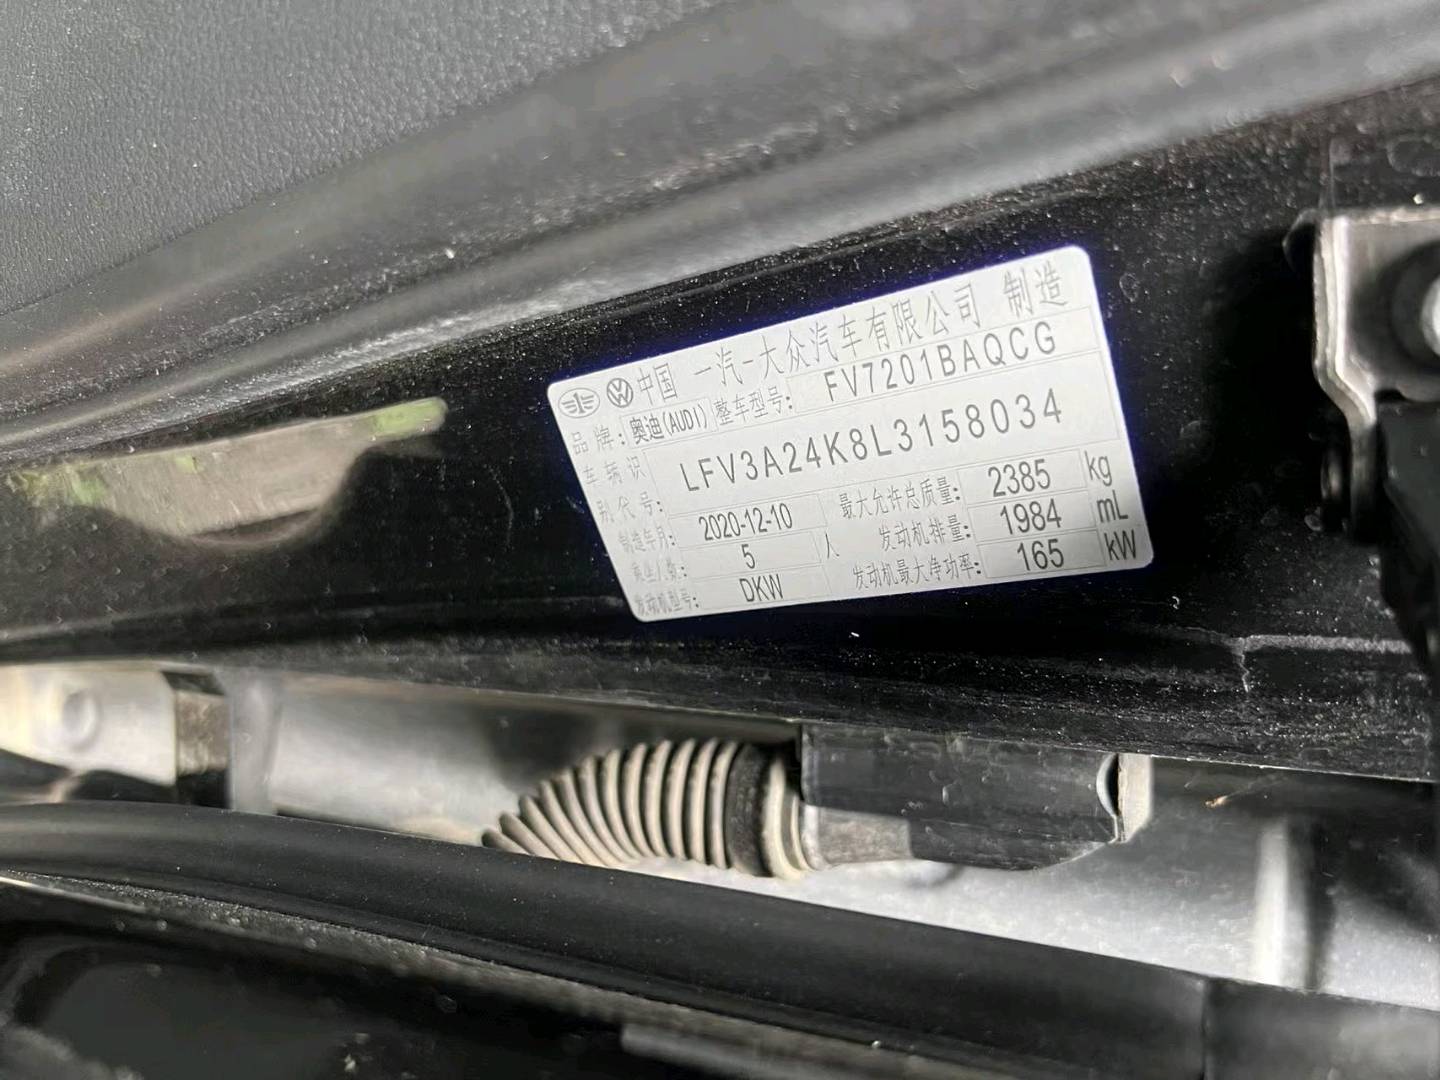 中国 一汽-大众汽车有限公司 制造
品牌: 奥迪(AUDI) 整车型号: FV7201BAQCG
车辆识别代号: LFV3A24K8L3158034
制造年月: 2020-12-10 最大允许总质量: 2385 kg
乘坐人数: 5 人 发动机排量: 1984 mL
发动机型号: DKW 发动机最大净功率: 165 kW